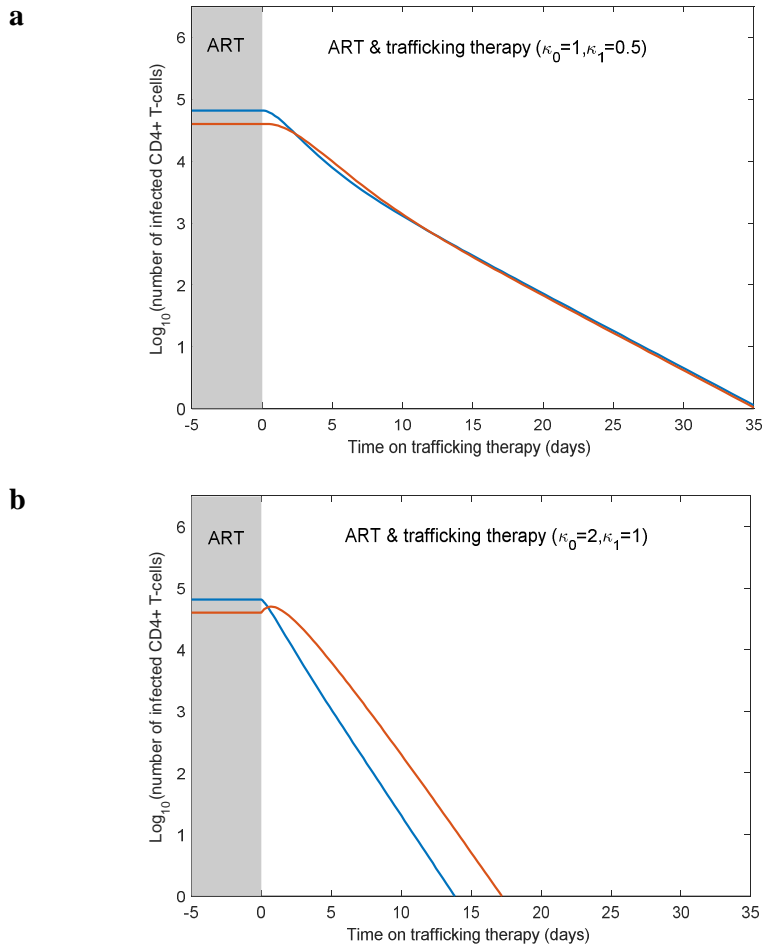 a
ART
ART & trafficking therapy (κ0=1,κ1=0.5)
6
5
4
3
2
1
0
Log10(number of infected CD4+ T-cells)
-5 0 5 10 15 20 25 30 35
Time on trafficking therapy (days)
b
ART
ART & trafficking therapy (κ0=2,κ1=1)
6
5
4
3
2
1
0
Log10(number of infected CD4+ T-cells)
-5 0 5 10 15 20 25 30 35
Time on trafficking therapy (days)